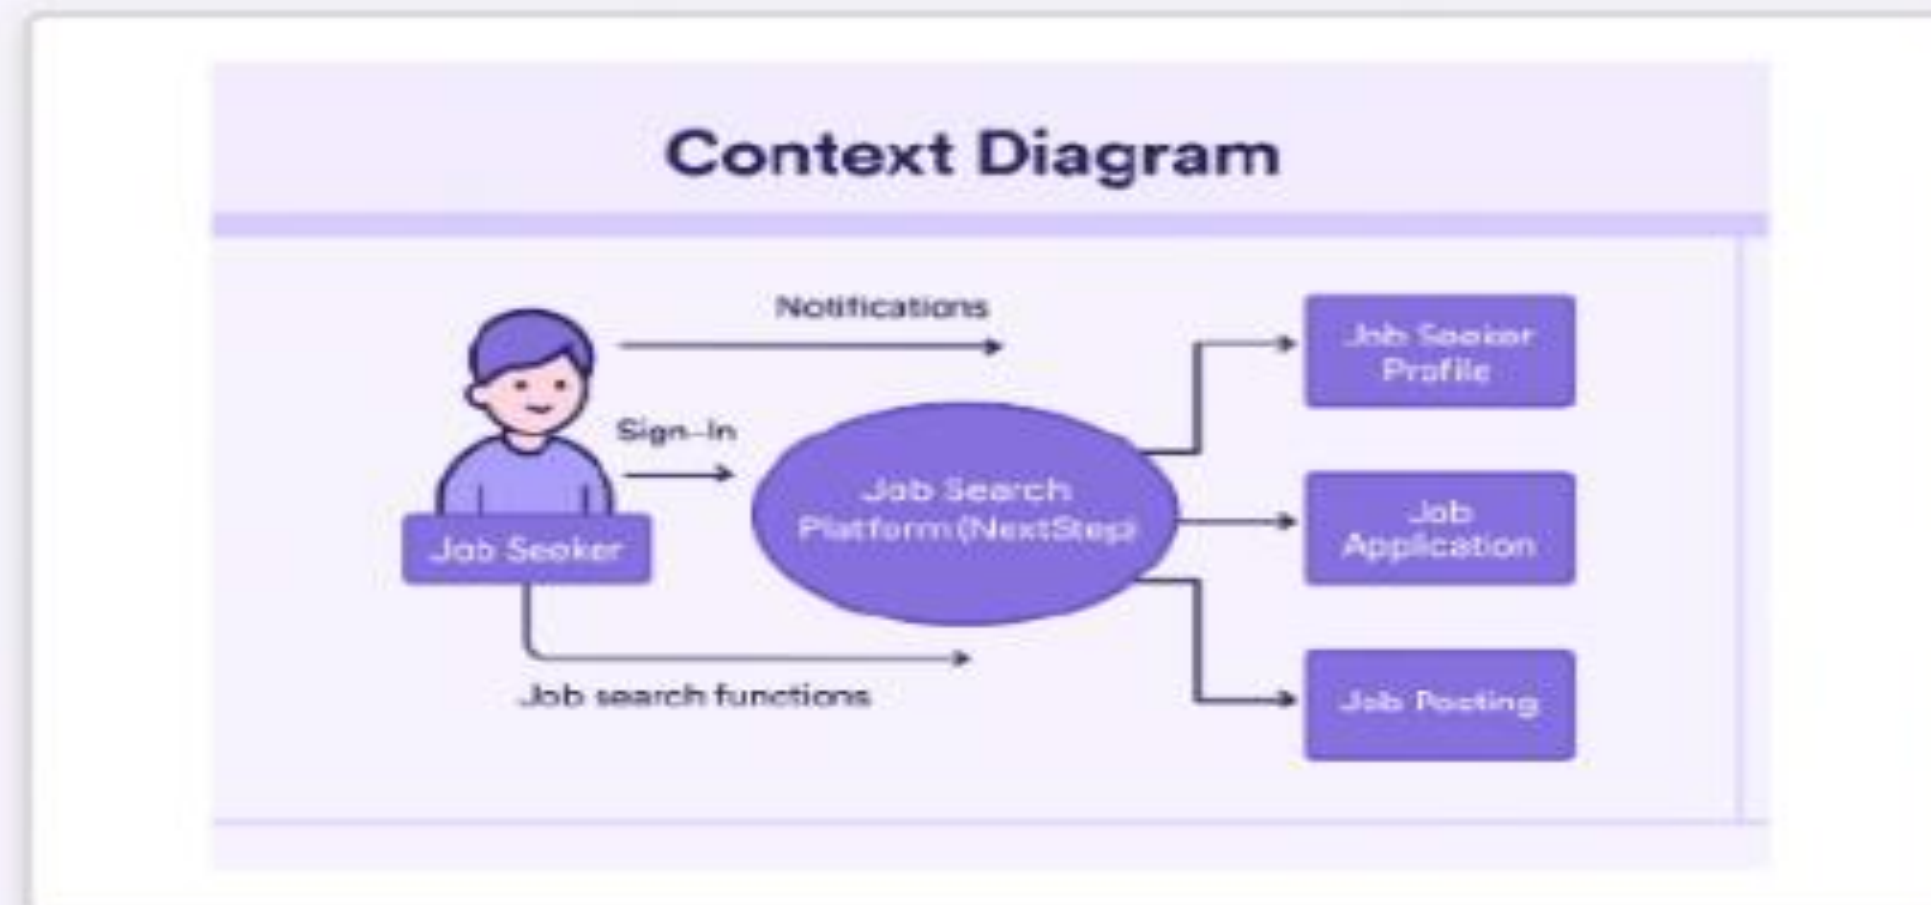 Context Diagram
Notifications
Sign-In
Job Seeker
Job search functions
Job Search
Platform (NextStep)
Job Seeker
Profile
Job
Application
Job Posting